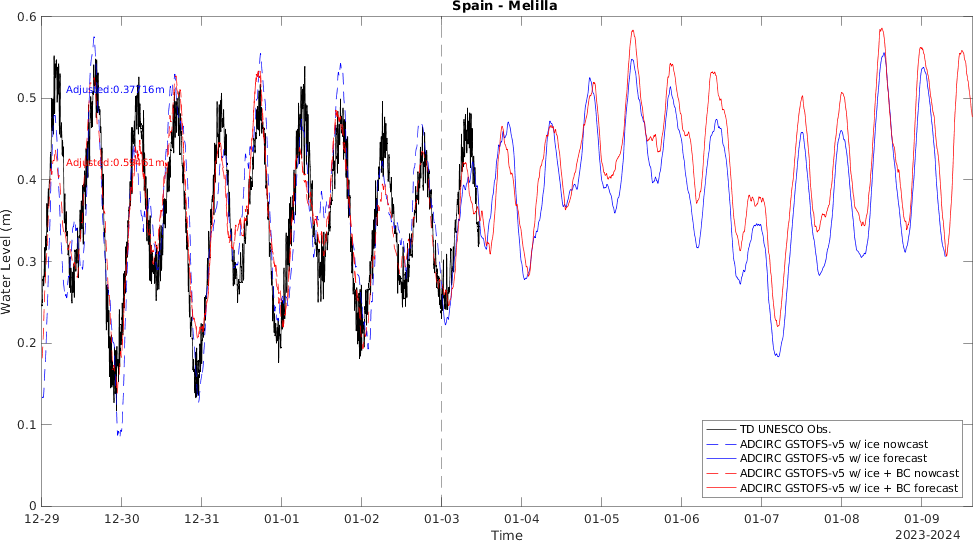 Spain - Melilla
0.6
0.5
0.4
0.3
0.2
0.1
0
Water Level (m)
Adjusted:0.37716m
TD UNESCO Obs.
ADCIRC GSTOFS-v5 w/ ice nowcast
ADCIRC GSTOFS-v5 w/ ice forecast
ADCIRC GSTOFS-v5 w/ ice + BC nowcast
ADCIRC GSTOFS-v5 w/ ice + BC forecast
12-29 12-30 12-31 01-01 01-02 01-03 01-04 01-05 01-06 01-07 01-08 01-09
Time
2023-2024